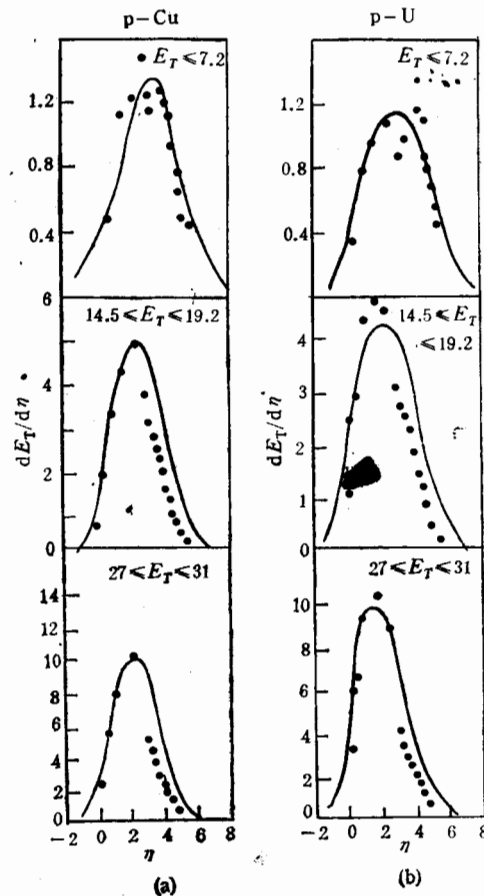 p-Cu
E_T≤7.2
1.2
0.8
0.4
6
14.5≤E_T≤19.2
4
2
0
dE_T/dη
27≤E_T≤31
14
12
10
8
6
4
2
0
-2 0 2 4 6 8
η
(a)
p-U
E_T≤7.2
1.2
0.8
0.4
14.5≤E_T
≤19.2
4
3
2
1
0
dE_T/dη
27≤E_T≤31
10
8
6
4
2
0
-2 0 2 4 6 8
η
(b)